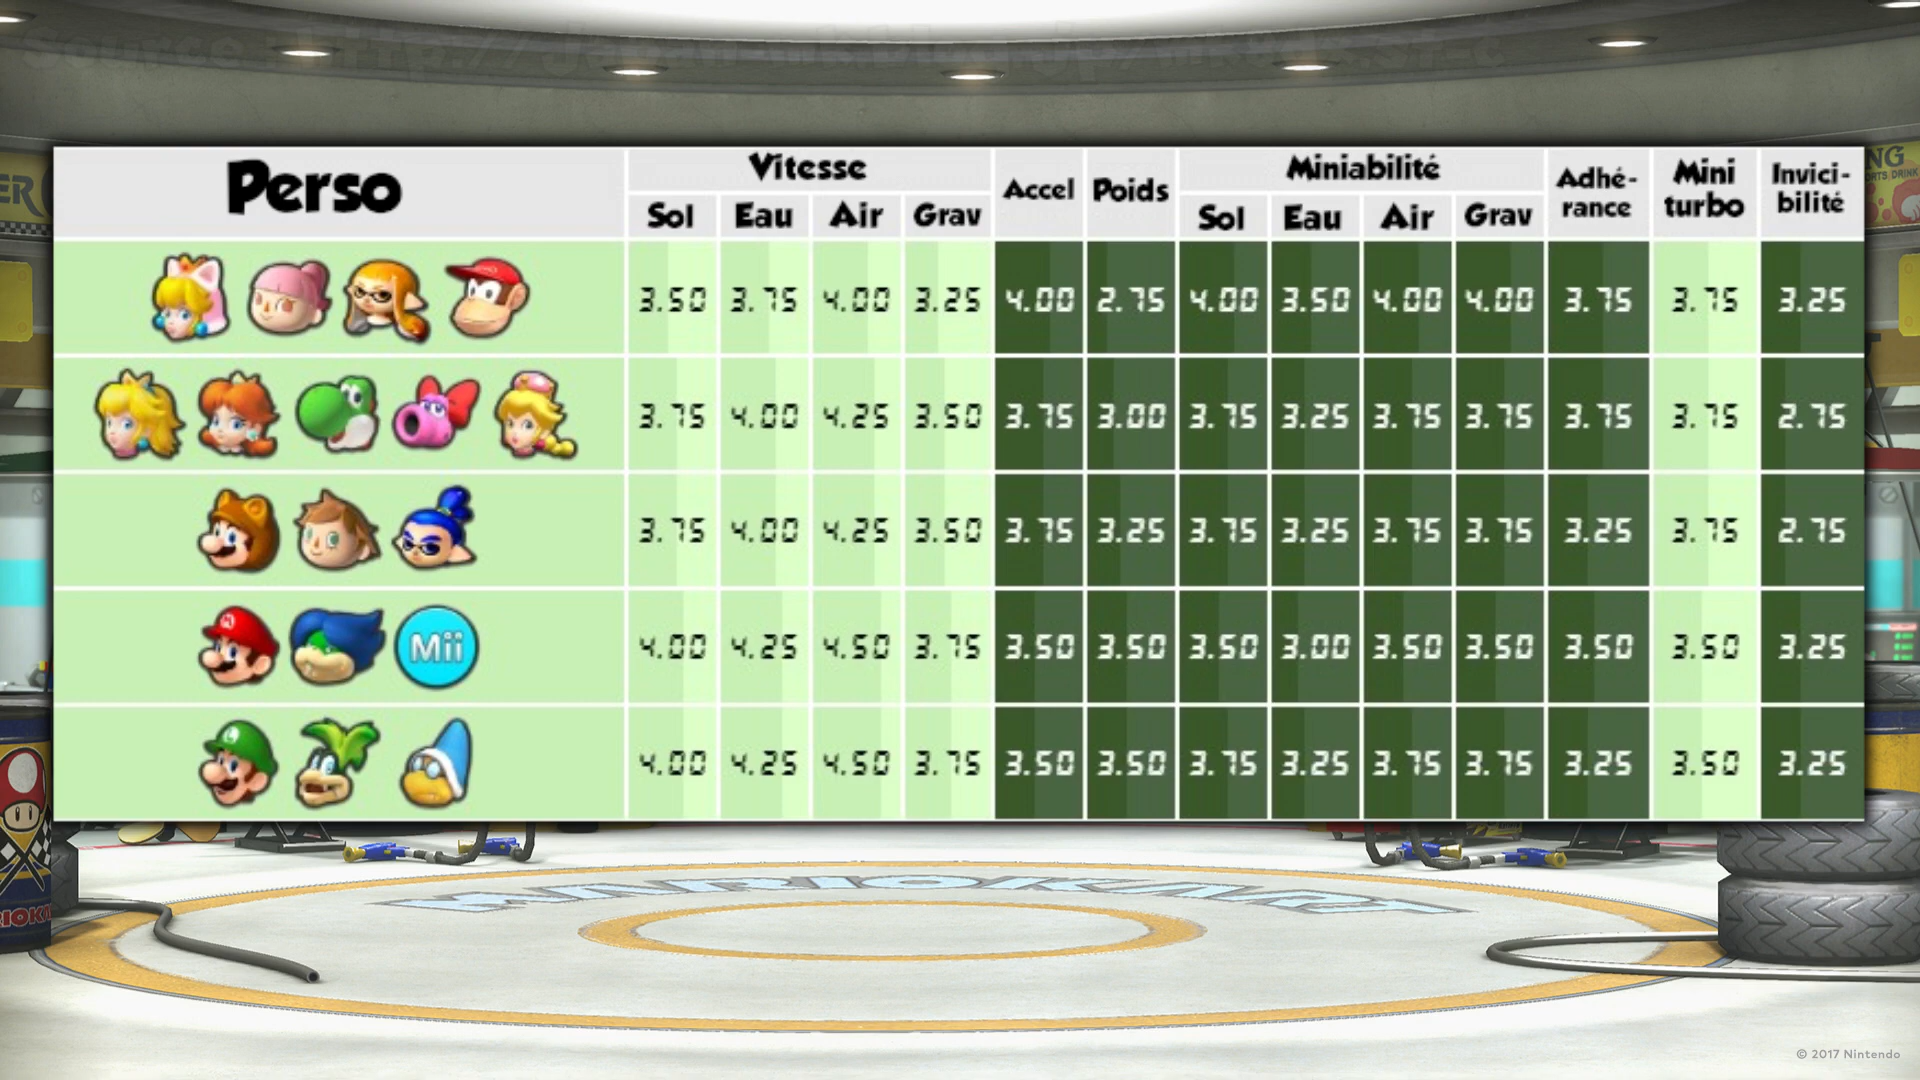 Perso Vitesse Accel Poids Miniabilité Adhé-rance Mini turbo Invici-bilité
Sol Eau Air Grav Sol Eau Air Grav
3.50 3.75 4.00 3.25 4.00 2.75 4.00 3.50 4.00 4.00 3.75 3.75 3.25
3.75 4.00 4.25 3.50 3.75 3.00 3.75 3.25 3.75 3.75 3.75 3.75 2.75
3.75 4.00 4.25 3.50 3.75 3.25 3.75 3.25 3.75 3.75 3.25 3.75 2.75
Mii
4.00 4.25 4.50 3.75 3.50 3.50 3.50 3.00 3.50 3.50 3.50 3.50 3.25
4.00 4.25 4.50 3.75 3.50 3.50 3.75 3.25 3.75 3.75 3.25 3.50 3.25
MARIOKART
© 2017 Nintendo